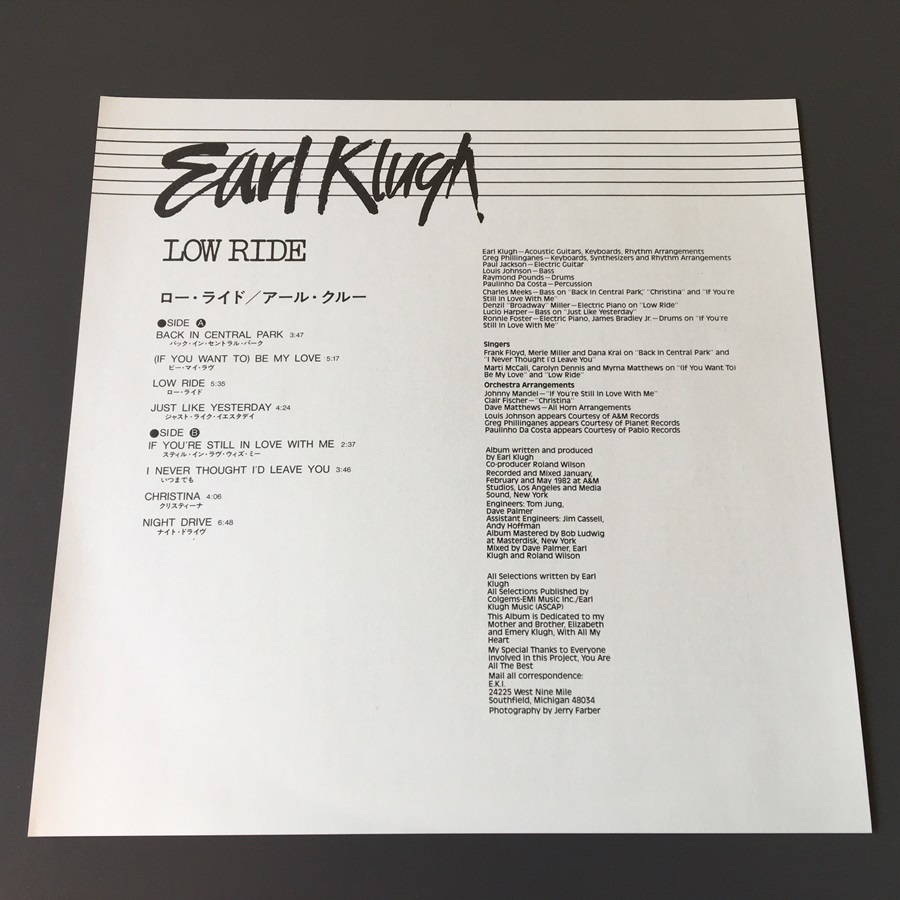 Earl Klugh
LOW RIDE
ロー・ライド／アール・クルー
●SIDE A
BACK IN CENTRAL PARK 3:47
バック・イン・セントラル・パーク
(IF YOU WANT TO) BE MY LOVE 5:17
ビー・マイ・ラヴ
LOW RIDE 5:35
ロー・ライド
JUST LIKE YESTERDAY 4:24
ジャスト・ライク・イエスタデイ
●SIDE B
IF YOU'RE STILL IN LOVE WITH ME 2:37
スティル・イン・ラヴ・ウィズ・ミー
I NEVER THOUGHT I'D LEAVE YOU 3:46
いつまでも
CHRISTINA 4:06
クリスティーナ
NIGHT DRIVE 6:48
ナイト・ドライヴ
Earl Klugh—Acoustic Guitars, Keyboards, Rhythm Arrangements
Greg Phillinganes—Keyboards, Synthesizers and Rhythm Arrangements
Paul Jackson—Electric Guitar
Louis Johnson—Bass
Raymond Pounds—Drums
Paulinho Da Costa—Percussion
Charles Meeks—Bass on "Back In Central Park," "Christina" and "If You're
Still In Love With Me"
Denzil "Broadway" Miller—Electric Piano on "Low Ride"
Lucio Harper—Bass on "Just Like Yesterday"
Ronnie Foster—Electric Piano, James Bradley Jr.—Drums on "If You're
Still In Love With Me"
Singers
Frank Floyd, Merle Miller and Dana Kral on "Back In Central Park" and
"I Never Thought I'd Leave You"
Marti McCall, Carolyn Dennis and Myrna Matthews on "(If You Want To)
Be My Love" and "Low Ride"
Orchestra Arrangements
Johnny Mandel—"If You're Still In Love With Me"
Clair Fischer—"Christina"
Dave Matthews—All Horn Arrangements
Louis Johnson appears Courtesy of A&M Records
Greg Phillinganes appears Courtesy of Planet Records
Paulinho Da Costa appears Courtesy of Pablo Records
Album written and produced
by Earl Klugh
Co-producer Roland Wilson
Recorded and Mixed January,
February and May 1982 at A&M
Studios, Los Angeles and Media
Sound, New York
Engineers: Tom Jung,
Dave Palmer
Assistant Engineers: Jim Cassell,
Andy Hoffman
Album Mastered by Bob Ludwig
at Masterdisk, New York
Mixed by Dave Palmer, Earl
Klugh and Roland Wilson
All Selections written by Earl
Klugh
All Selections Published by
Colgems-EMI Music Inc./Earl
Klugh Music (ASCAP)
This Album is Dedicated to my
Mother and Brother, Elizabeth
and Emery Klugh, With All My
Heart
My Special Thanks to Everyone
involved in this Project, You Are
All The Best
Mail all correspondence:
E.K.I.
24225 West Nine Mile
Southfield, Michigan 48034
Photography by Jerry Farber